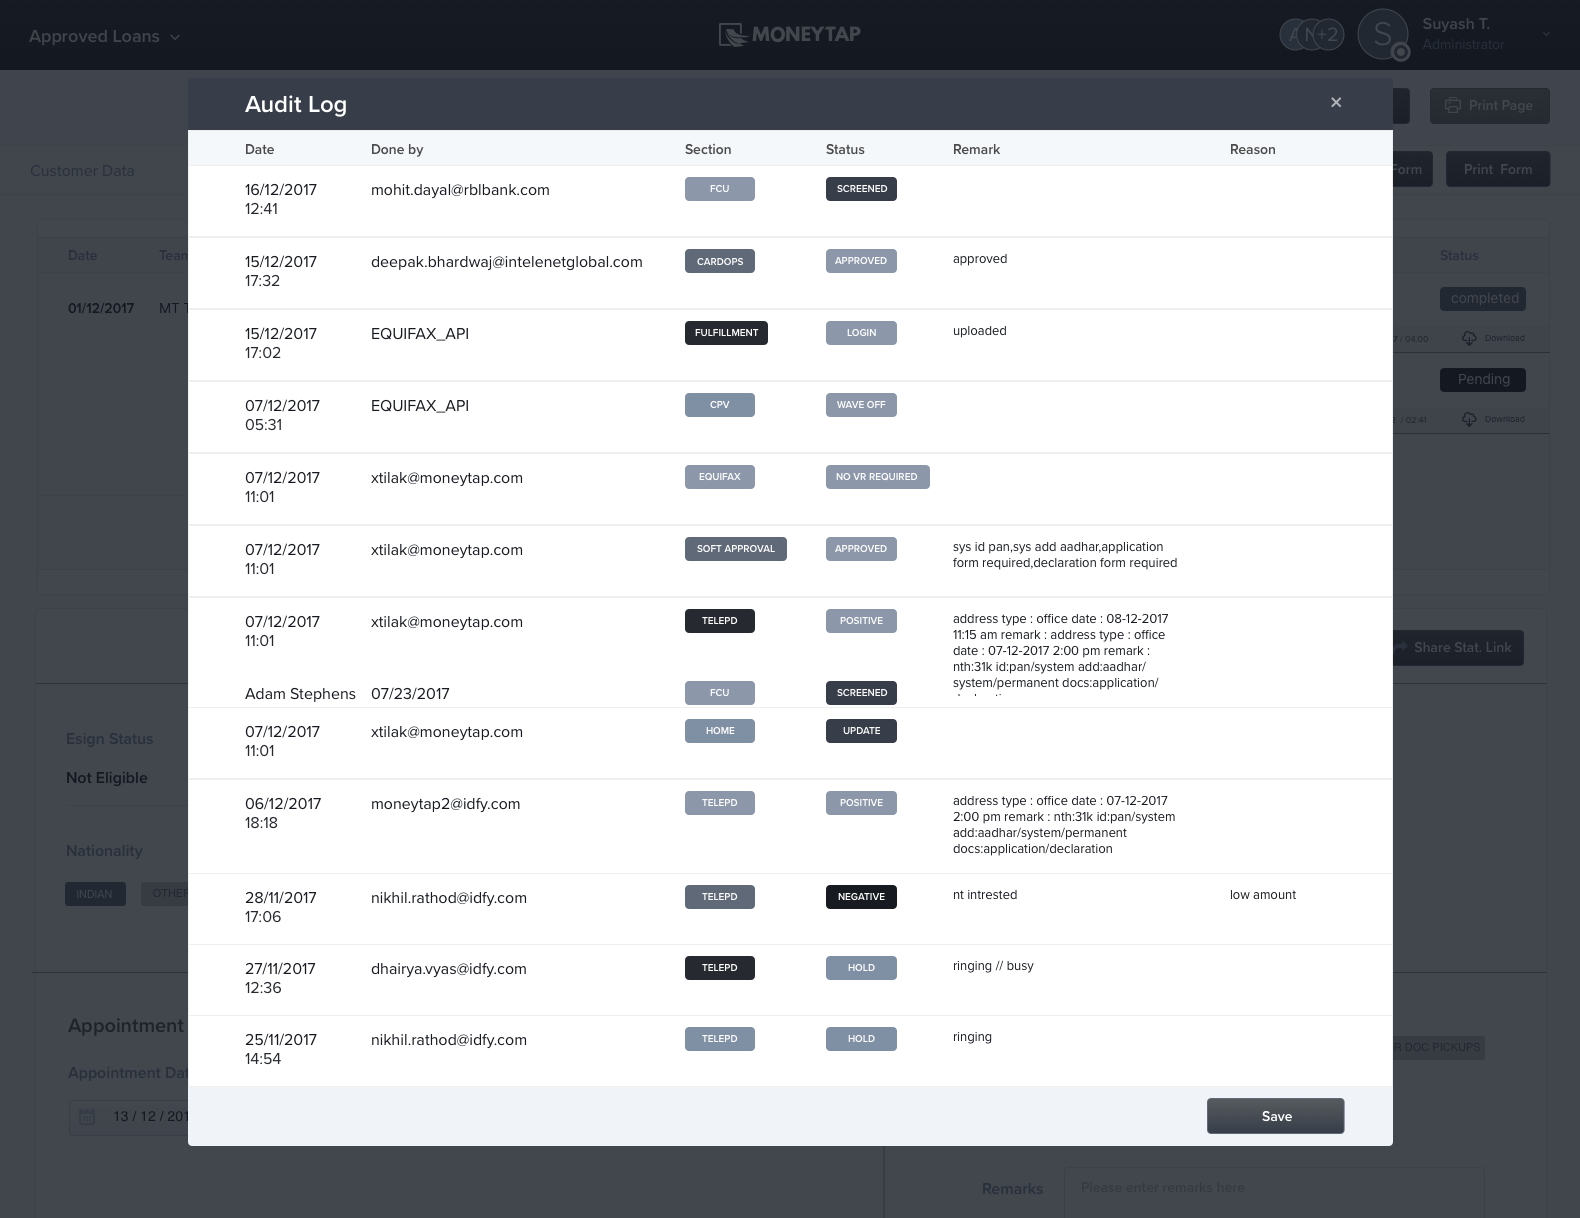 Approved Loans
MONEYTAP
+2
S
Suyash T.
Administrator
Print Page
Customer Data
Form
Print Form
Audit Log
Date Done by Section Status Remark Reason
16/12/2017
12:41
mohit.dayal@rblbank.com
FCU
SCREENED
15/12/2017
17:32
deepak.bhardwaj@intelenetglobal.com
CARDOPS
APPROVED
approved
15/12/2017
17:02
EQUIFAX_API
FULFILLMENT
LOGIN
uploaded
07/12/2017
05:31
EQUIFAX_API
CPV
WAVE OFF
07/12/2017
11:01
xtilak@moneytap.com
EQUIFAX
NO VR REQUIRED
07/12/2017
11:01
xtilak@moneytap.com
SOFT APPROVAL
APPROVED
sys id pan,sys add aadhar,application
form required,declaration form required
07/12/2017
11:01
xtilak@moneytap.com
TELEPD
POSITIVE
address type : office date : 08-12-2017
11:15 am remark : address type : office
date : 07-12-2017 2:00 pm remark :
nth:31k id:pan/system add:aadhar/
system/permanent docs:application/
Adam Stephens 07/23/2017
FCU
SCREENED
07/12/2017
11:01
xtilak@moneytap.com
HOME
UPDATE
06/12/2017
18:18
moneytap2@idfy.com
TELEPD
POSITIVE
address type : office date : 07-12-2017
2:00 pm remark : nth:31k id:pan/system
add:aadhar/system/permanent
docs:application/declaration
28/11/2017
17:06
nikhil.rathod@idfy.com
TELEPD
NEGATIVE
nt intrested
low amount
27/11/2017
12:36
dhairya.vyas@idfy.com
TELEPD
HOLD
ringing // busy
25/11/2017
14:54
nikhil.rathod@idfy.com
TELEPD
HOLD
ringing
Save
Date
Team
01/12/2017
MT T
Status
completed
7 / 04.00
Download
Pending
/ 02:41
Download
Share Stat. Link
Esign Status
Not Eligible
Nationality
INDIAN
OTHER
Appointment
Appointment Dat
13 / 12 / 201
R DOC PICKUPS
Remarks
Please enter remarks here